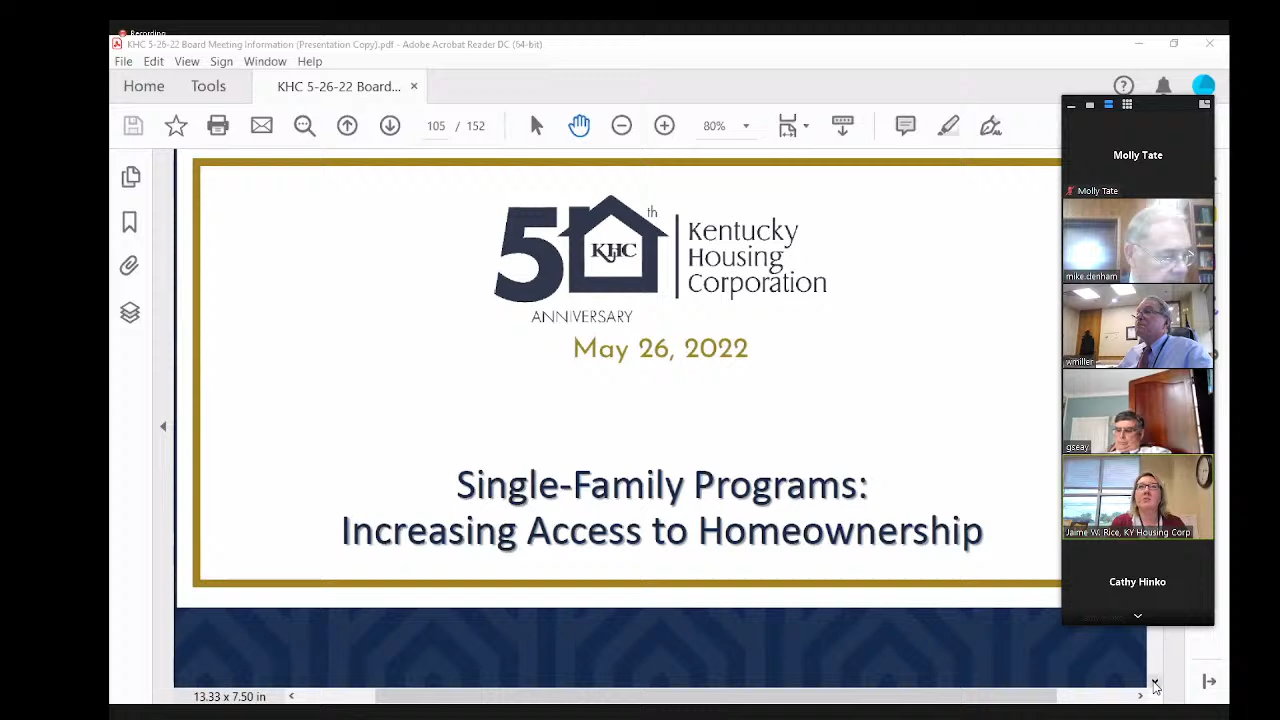 Recording
KHC 5-26-22 Board Meeting Information (Presentation Copy).pdf - Adobe Acrobat Reader DC (64-bit)
File Edit View Sign Window Help
Home Tools KHC 5-26-22 Board... ×
105 / 152 80%
50th
KHC
ANNIVERSARY
Kentucky
Housing
Corporation
May 26, 2022
Single-Family Programs:
Increasing Access to Homeownership
13.33 x 7.50 in
Molly Tate
Molly Tate
mike.denham
wmiller
gseay
Jaime W. Rice, KY Housing Corp
Cathy Hinko